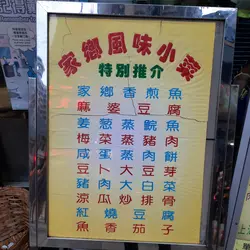 家鄉風味小菜
特別推介
家鄉香煎魚
麻婆豆腐
姜葱蒸鯇魚
梅菜蒸豬肉
咸蛋蒸肉餅
豆卜大豆芽
豬肉大白菜
涼瓜炒排骨
紅燒豆腐
魚香茄子